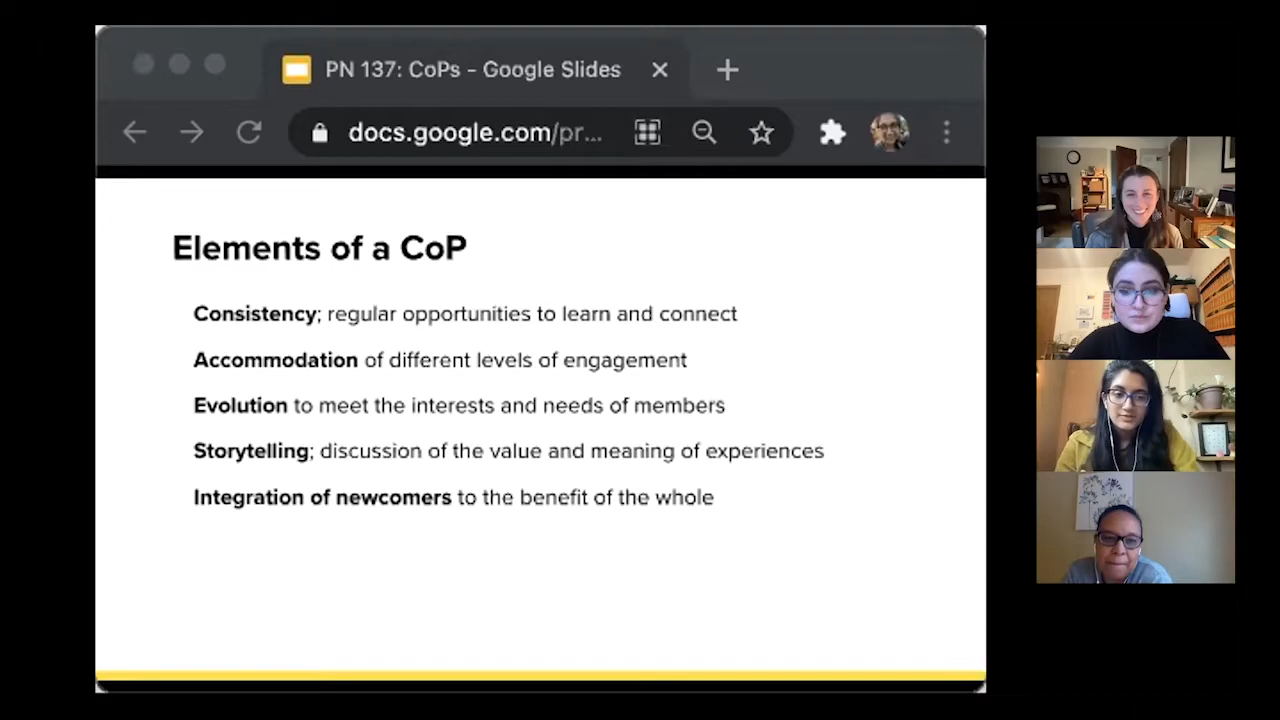 PN 137: CoPs - Google Slides
docs.google.com/pr...
Elements of a CoP
Consistency; regular opportunities to learn and connect
Accommodation of different levels of engagement
Evolution to meet the interests and needs of members
Storytelling; discussion of the value and meaning of experiences
Integration of newcomers to the benefit of the whole